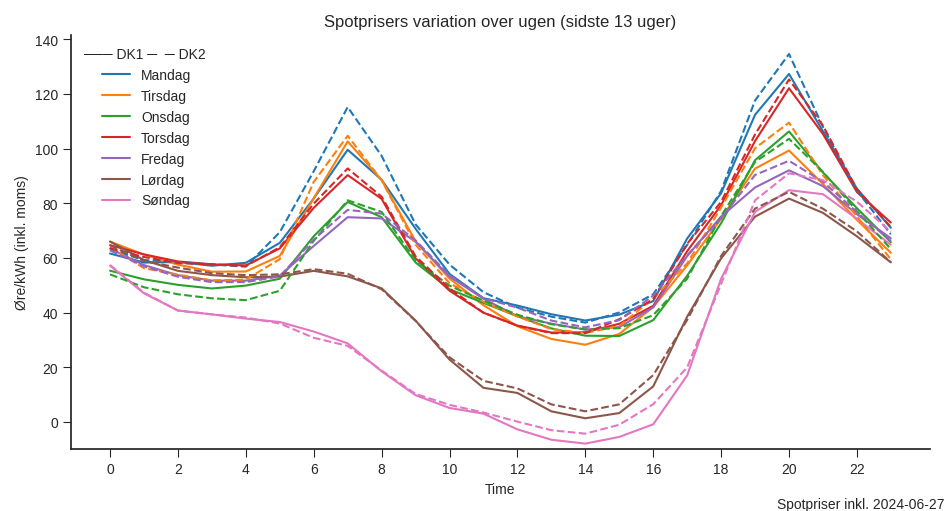 Spotprisers variation over ugen (sidste 13 uger)
DK1 DK2
Mandag
Tirsdag
Onsdag
Torsdag
Fredag
Lørdag
Søndag
Øre/kWh (inkl. moms)
140
120
100
80
60
40
20
0
0 2 4 6 8 10 12 14 16 18 20 22
Time
Spotpriser inkl. 2024-06-27